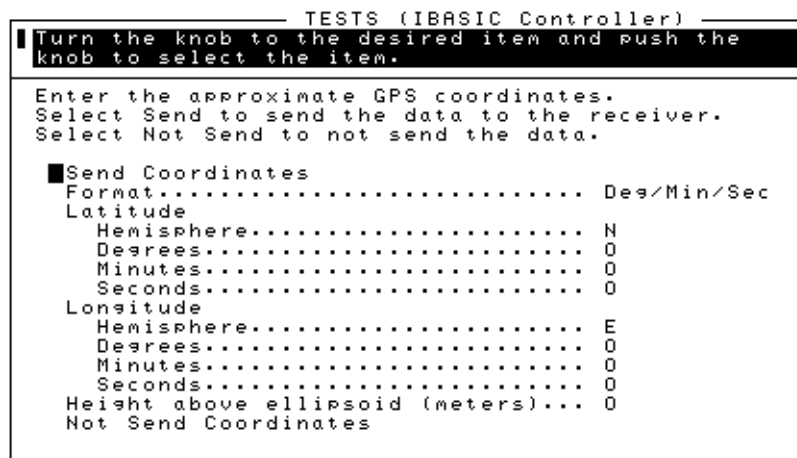 TESTS (IBASIC Controller)
Turn the knob to the desired item and push the
knob to select the item.
Enter the approximate GPS coordinates.
Select Send to send the data to the receiver.
Select Not Send to not send the data.
Send Coordinates
Format............................ Deg/Min/Sec
Latitude
Hemisphere...................... N
Degrees......................... 0
Minutes......................... 0
Seconds......................... 0
Longitude
Hemisphere...................... E
Degrees......................... 0
Minutes......................... 0
Seconds......................... 0
Height above ellipsoid (meters)... 0
Not Send Coordinates